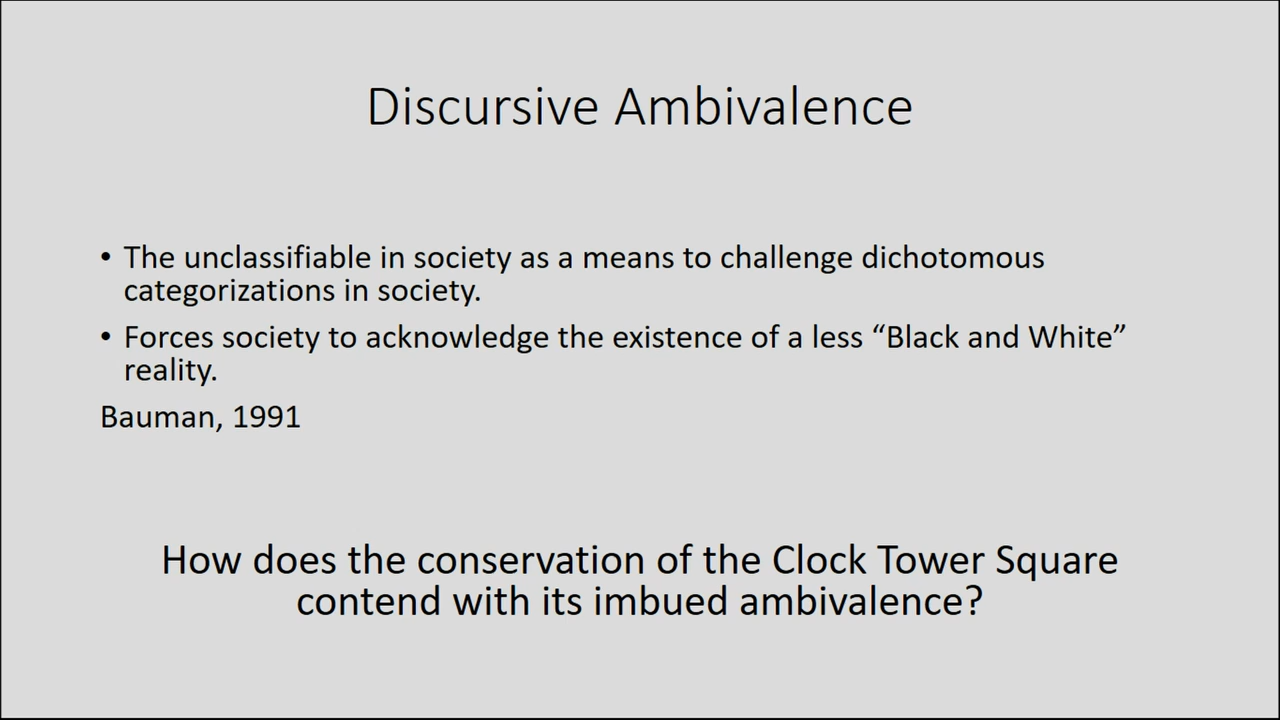 Discursive Ambivalence
• The unclassifiable in society as a means to challenge dichotomous
categorizations in society.
• Forces society to acknowledge the existence of a less “Black and White”
reality.
Bauman, 1991
How does the conservation of the Clock Tower Square
contend with its imbued ambivalence?